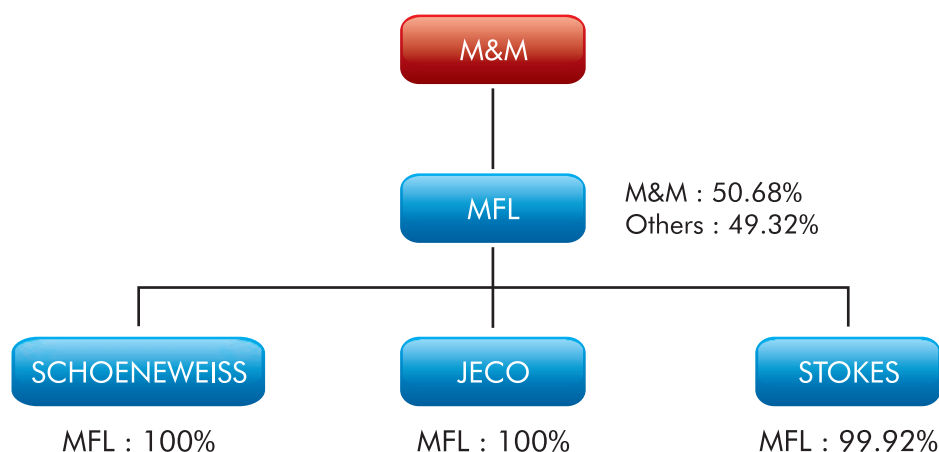 M&M
MFL
M&M : 50.68%
Others : 49.32%
SCHOENEWEISS
JECO
STOKES
MFL : 100%
MFL : 100%
MFL : 99.92%